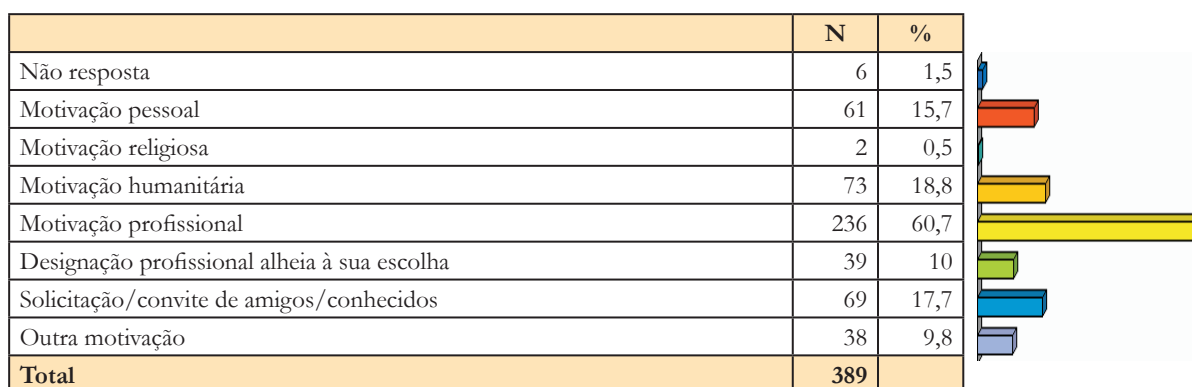 N %
Não resposta 6 1,5
Motivação pessoal 61 15,7
Motivação religiosa 2 0,5
Motivação humanitária 73 18,8
Motivação profissional 236 60,7
Designação profissional alheia à sua escolha 39 10
Solicitação/convite de amigos/conhecidos 69 17,7
Outra motivação 38 9,8
Total 389